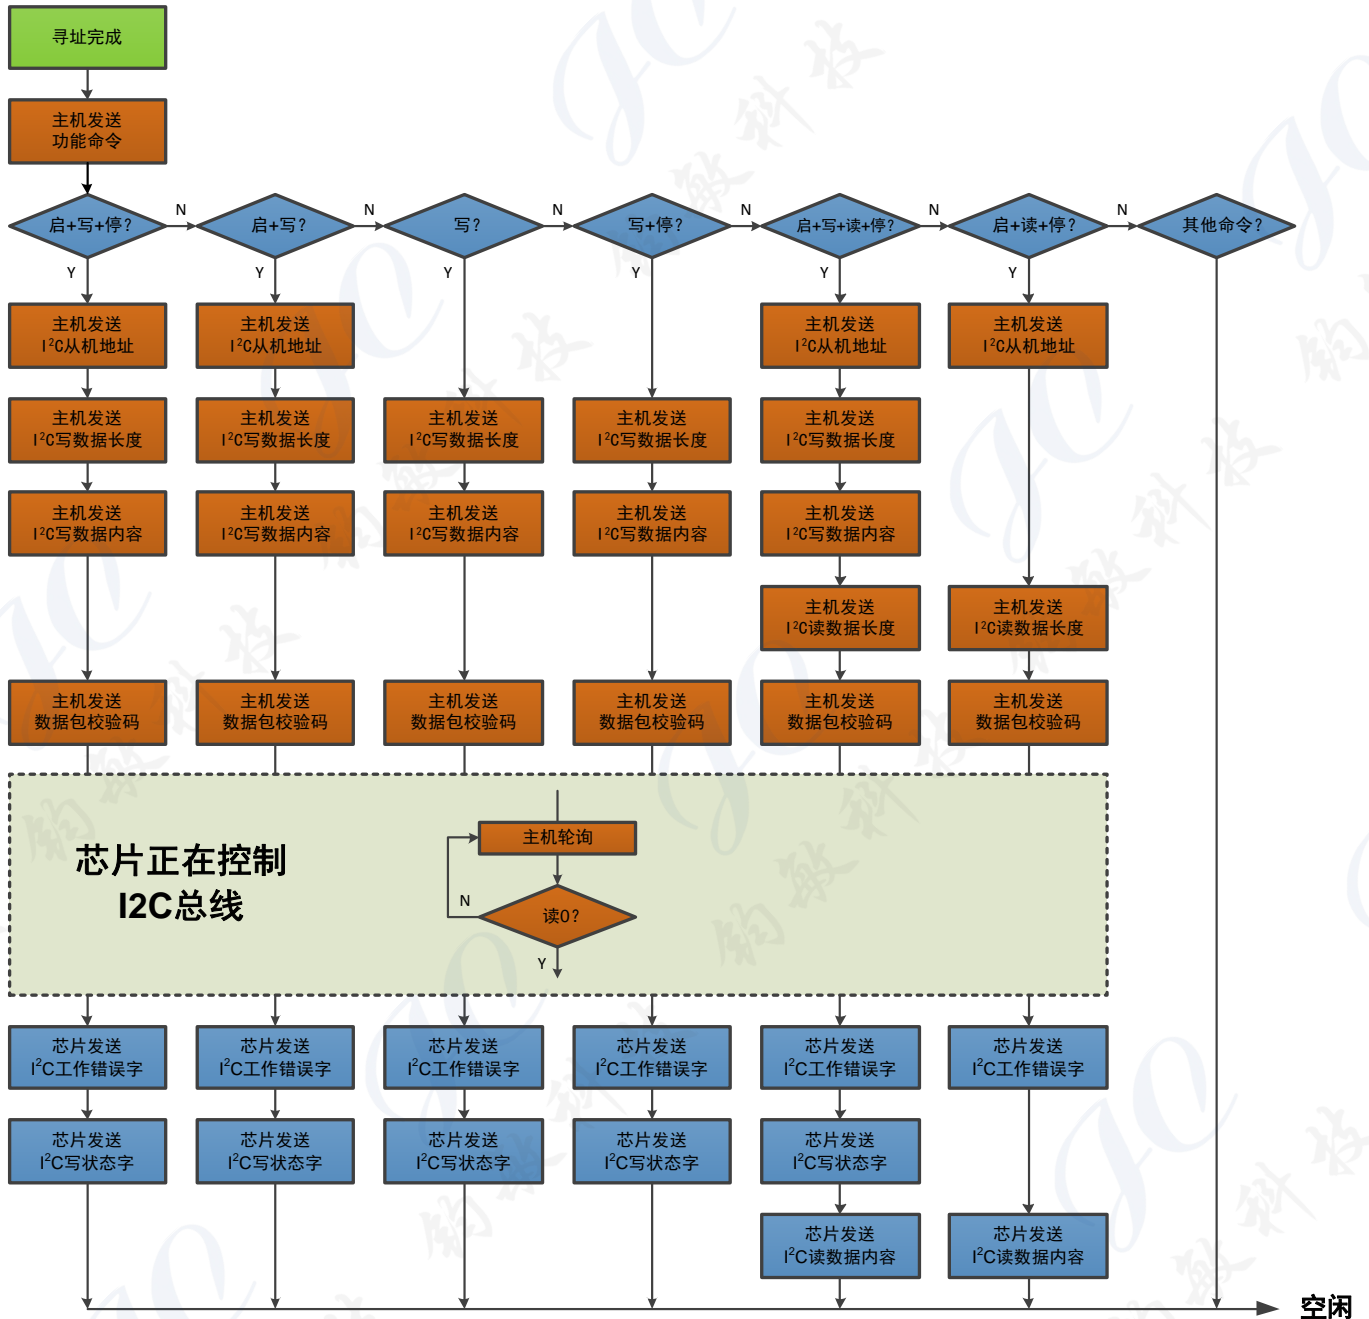 寻址完成
主机发送
功能命令
启+写+停?
N
启+写?
N
写?
N
写+停?
N
启+写+读+停?
N
启+读+停?
N
其他命令?
Y
Y
Y
Y
Y
Y
主机发送
I²C从机地址
主机发送
I²C从机地址
主机发送
I²C从机地址
主机发送
I²C从机地址
主机发送
I²C写数据长度
主机发送
I²C写数据长度
主机发送
I²C写数据长度
主机发送
I²C写数据长度
主机发送
I²C写数据长度
主机发送
I²C写数据内容
主机发送
I²C写数据内容
主机发送
I²C写数据内容
主机发送
I²C写数据内容
主机发送
I²C写数据内容
主机发送
I²C读数据长度
主机发送
I²C读数据长度
主机发送
数据包校验码
主机发送
数据包校验码
主机发送
数据包校验码
主机发送
数据包校验码
主机发送
数据包校验码
主机发送
数据包校验码
芯片正在控制
I2C总线
主机轮询
N
读0?
Y
芯片发送
I²C工作错误字
芯片发送
I²C工作错误字
芯片发送
I²C工作错误字
芯片发送
I²C工作错误字
芯片发送
I²C工作错误字
芯片发送
I²C工作错误字
芯片发送
I²C写状态字
芯片发送
I²C写状态字
芯片发送
I²C写状态字
芯片发送
I²C写状态字
芯片发送
I²C写状态字
芯片发送
I²C读数据内容
芯片发送
I²C读数据内容
空闲